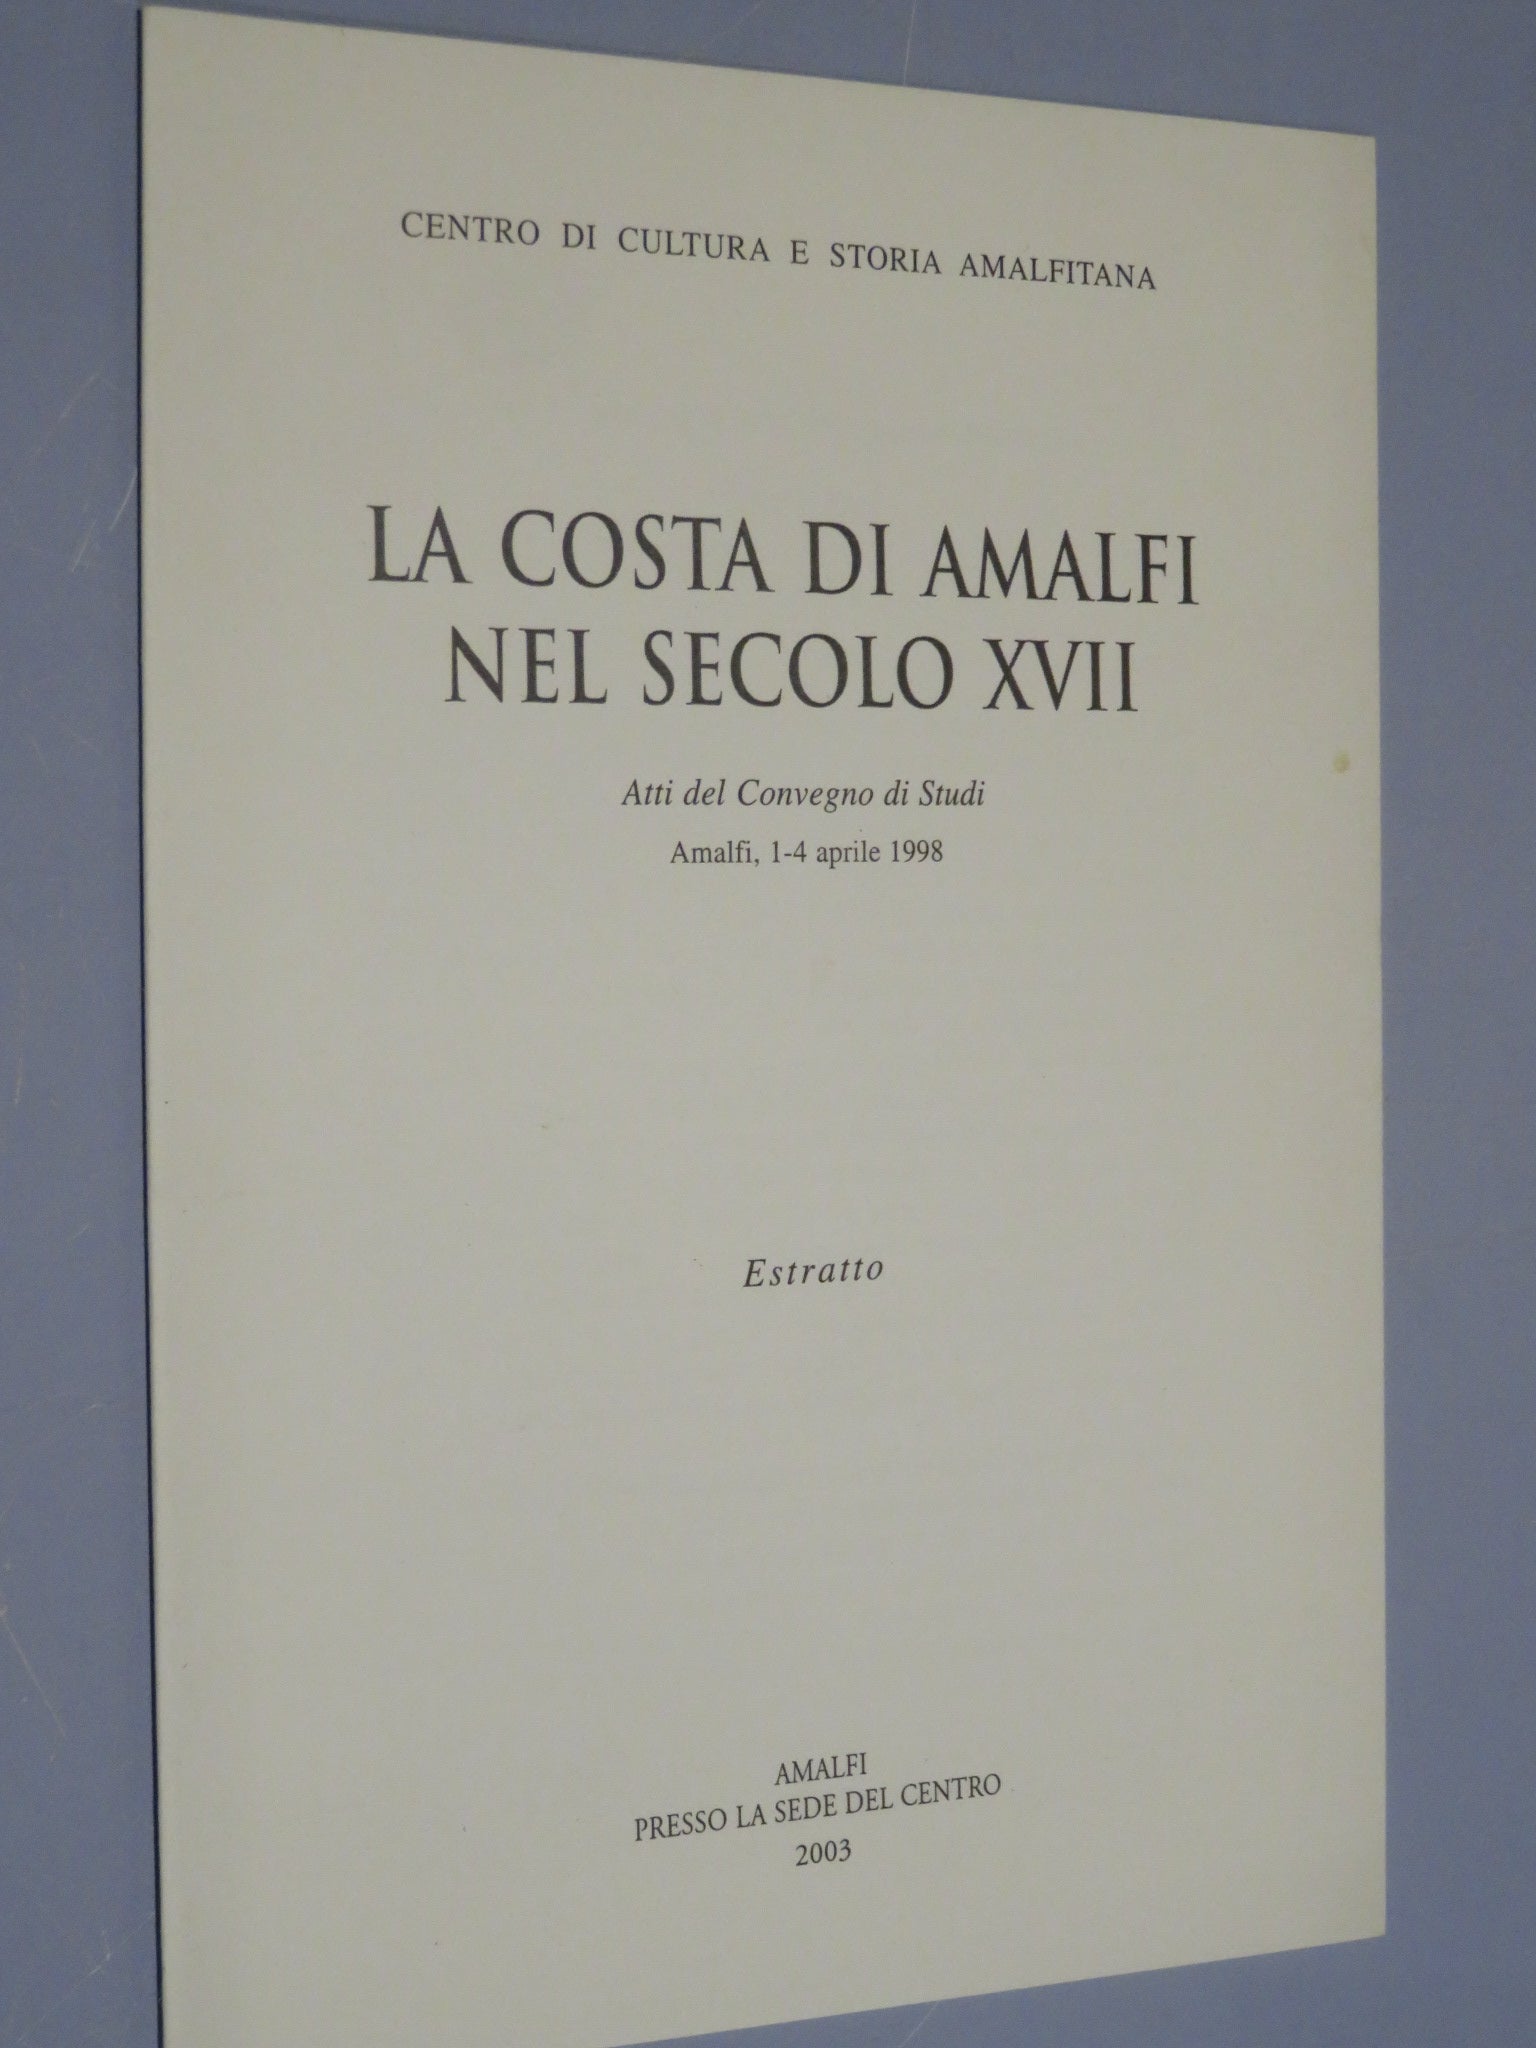 CENTRO DI CULTURA E STORIA AMALFITANA
LA COSTA DI AMALFI
NEL SECOLO XVII
Atti del Convegno di Studi
Amalfi, 1-4 aprile 1998
Estratto
AMALFI
PRESSO LA SEDE DEL CENTRO
2003